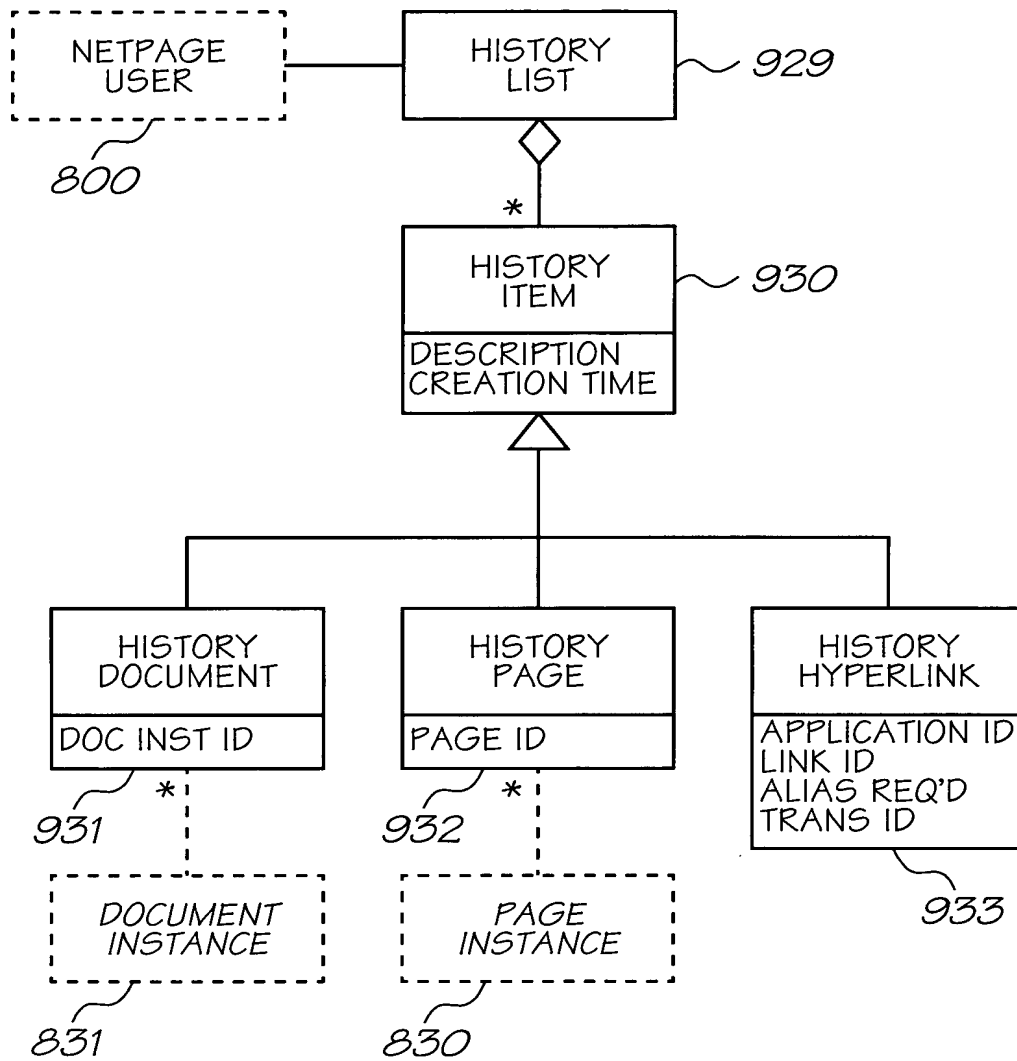 NETPAGE
USER
800
HISTORY
LIST
929
*
HISTORY
ITEM
930
DESCRIPTION
CREATION TIME
HISTORY
DOCUMENT
DOC INST ID
931
*
DOCUMENT
INSTANCE
831
HISTORY
PAGE
PAGE ID
932
*
PAGE
INSTANCE
830
HISTORY
HYPERLINK
APPLICATION ID
LINK ID
ALIAS REQ'D
TRANS ID
933